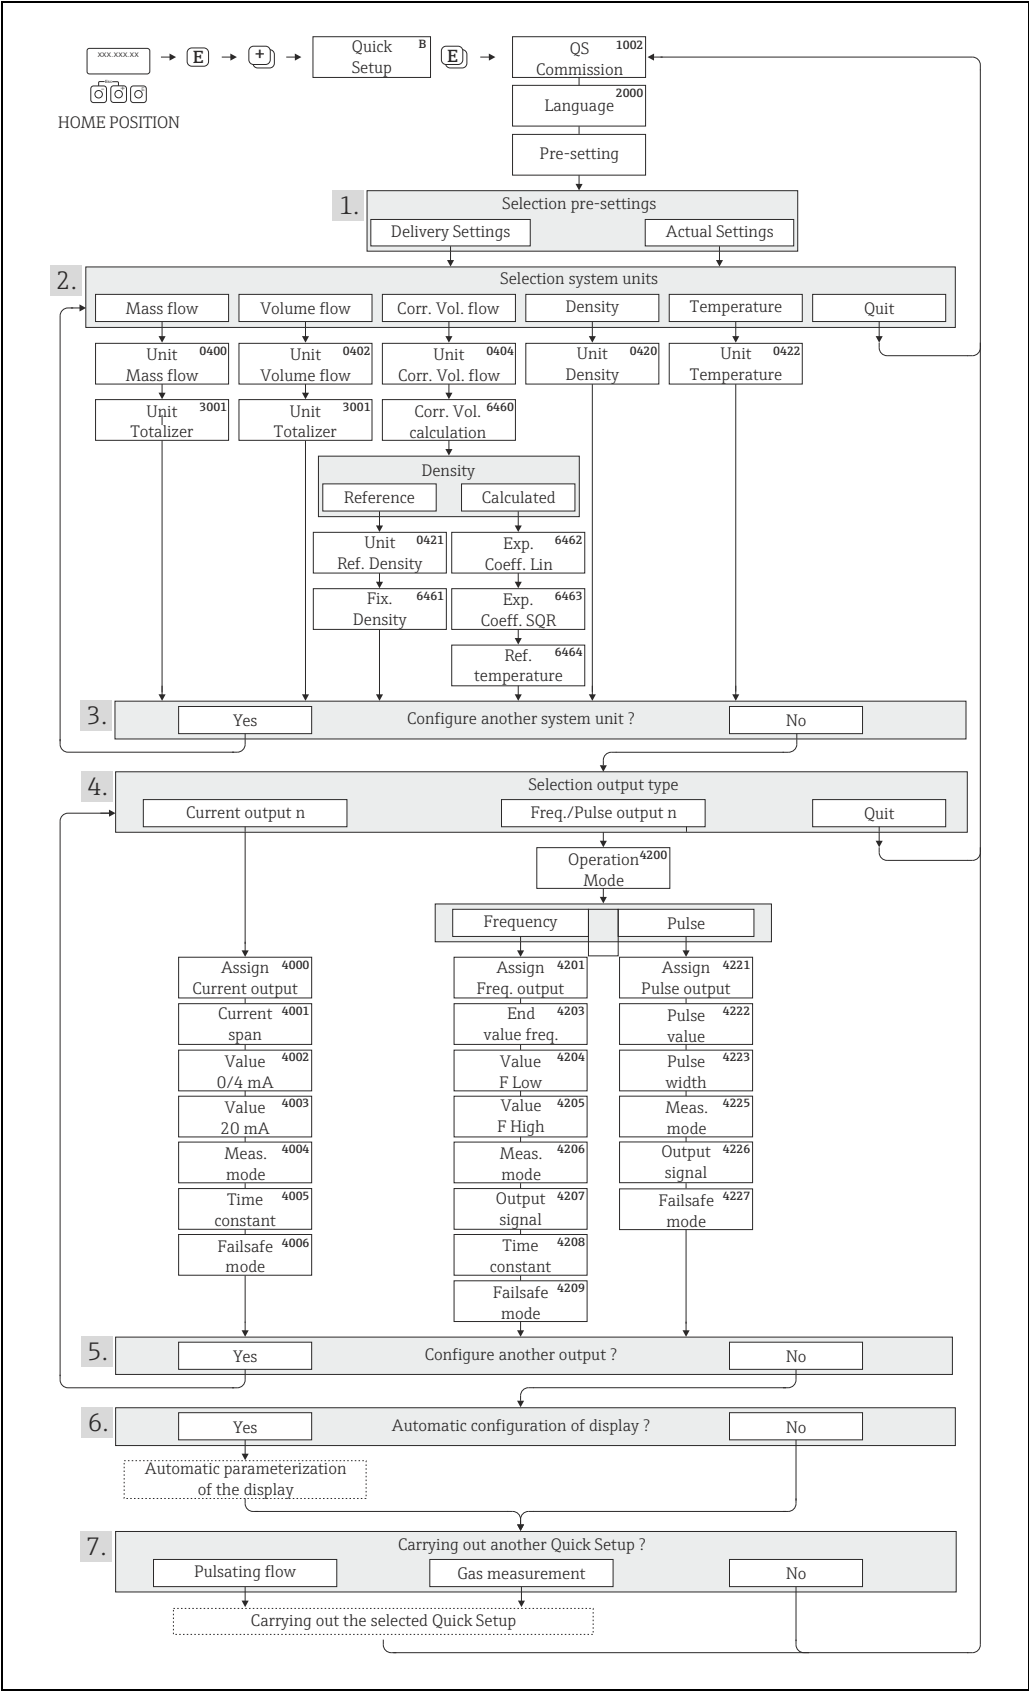 xxx.xxx.xx
Esc
E
+
Quick B
Setup
E
QS 1002
Commission
HOME POSITION
Language 2000
Pre-setting
1.
Selection pre-settings
Delivery Settings
Actual Settings
2.
Selection system units
Mass flow
Volume flow
Corr. Vol. flow
Density
Temperature
Quit
Unit 0400
Mass flow
Unit 0402
Volume flow
Unit 0404
Corr. Vol. flow
Unit 0420
Density
Unit 0422
Temperature
Unit 3001
Totalizer
Unit 3001
Totalizer
Corr. Vol. 6460
calculation
Density
Reference
Calculated
Unit 0421
Ref. Density
Exp. 6462
Coeff. Lin
Fix. 6461
Density
Exp. 6463
Coeff. SQR
Ref. 6464
temperature
3.
Yes
Configure another system unit ?
No
4.
Selection output type
Current output n
Freq./Pulse output n
Quit
Operation 4200
Mode
Frequency
Pulse
Assign 4000
Current output
Current 4001
span
Value 4002
0/4 mA
Value 4003
20 mA
Meas. 4004
mode
Time 4005
constant
Failsafe 4006
mode
Assign 4201
Freq. output
End 4203
value freq.
Value 4204
F Low
Value 4205
F High
Meas. 4206
mode
Output 4207
signal
Time 4208
constant
Failsafe 4209
mode
Assign 4221
Pulse output
Pulse 4222
value
Pulse 4223
width
Meas. 4225
mode
Output 4226
signal
Failsafe 4227
mode
5.
Yes
Configure another output ?
No
6.
Yes
Automatic configuration of display ?
No
Automatic parameterization
of the display
7.
Carrying out another Quick Setup ?
Pulsating flow
Gas measurement
No
Carrying out the selected Quick Setup